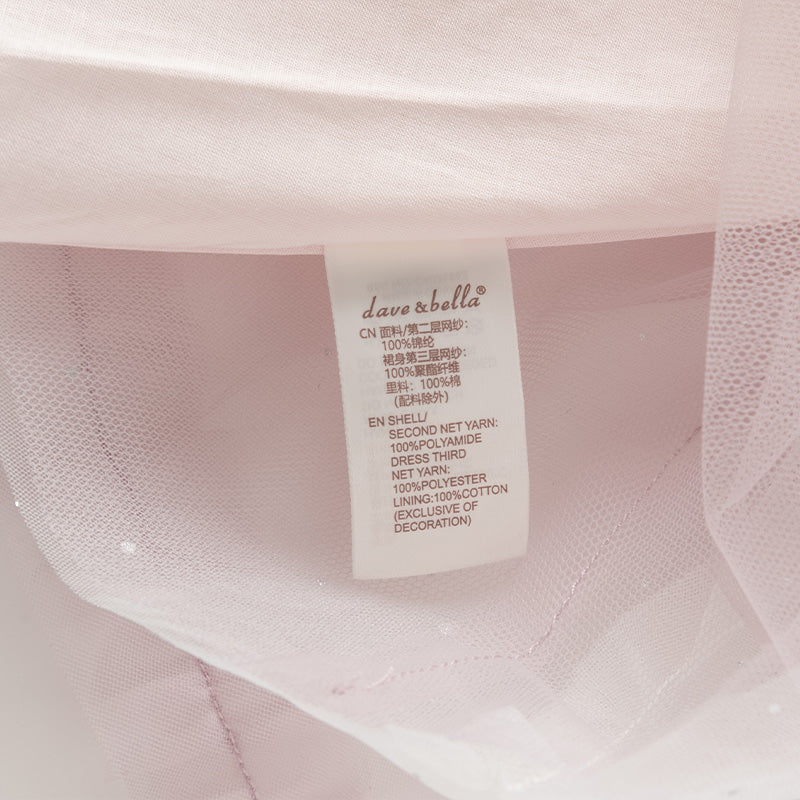 dave & bella®
CN 面料/第二层网纱：
100%锦纶
裙身第三层网纱：
100%聚酯纤维
里料：100%棉
（配料除外）
EN SHELL/
SECOND NET YARN:
100%POLYAMIDE
DRESS THIRD
NET YARN:
100%POLYESTER
LINING:100%COTTON
(EXCLUSIVE OF
DECORATION)